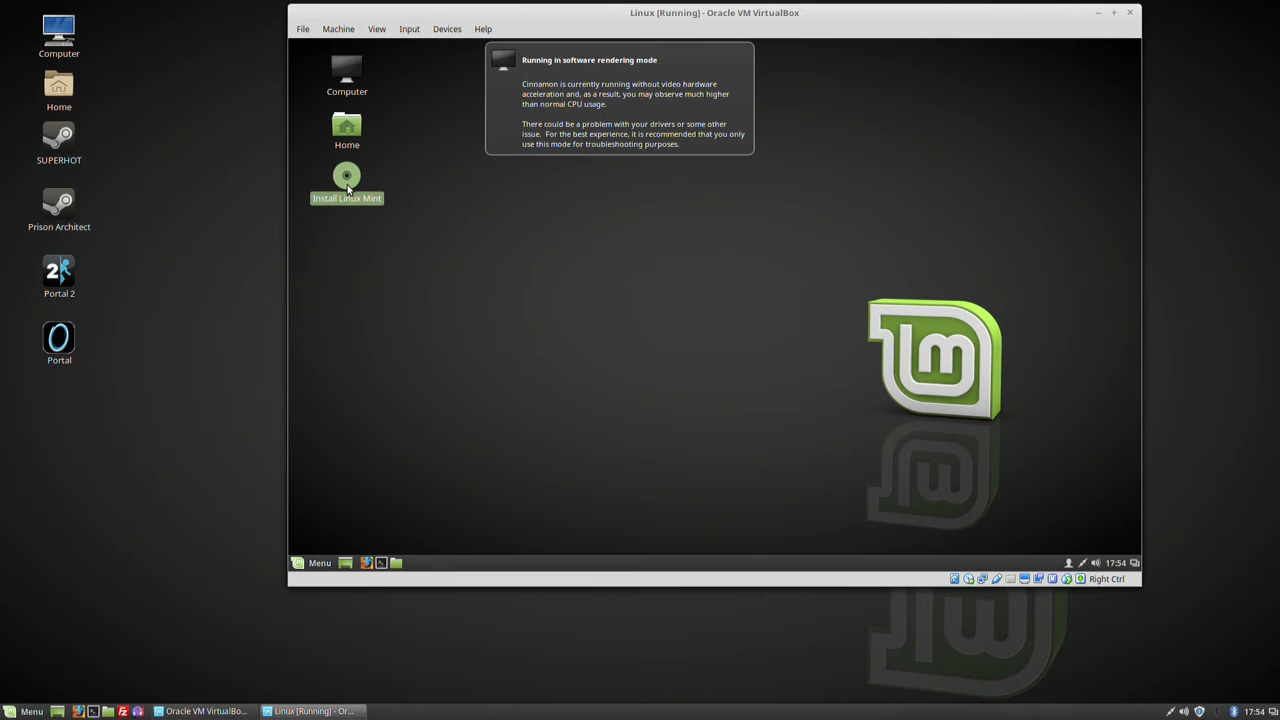 Linux [Running] - Oracle VM VirtualBox
File Machine View Input Devices Help
Computer
Home
SUPERHOT
Prison Architect
2
Portal 2
Portal
Computer
Home
Install Linux Mint
Running in software rendering mode
Cinnamon is currently running without video hardware
acceleration and, as a result, you may observe much higher
than normal CPU usage.
There could be a problem with your drivers or some other
issue. For the best experience, it is recommended that you only
use this mode for troubleshooting purposes.
Menu
17:54
Right Ctrl
Menu
Oracle VM VirtualBo...
Linux [Running] - Or...
17:54